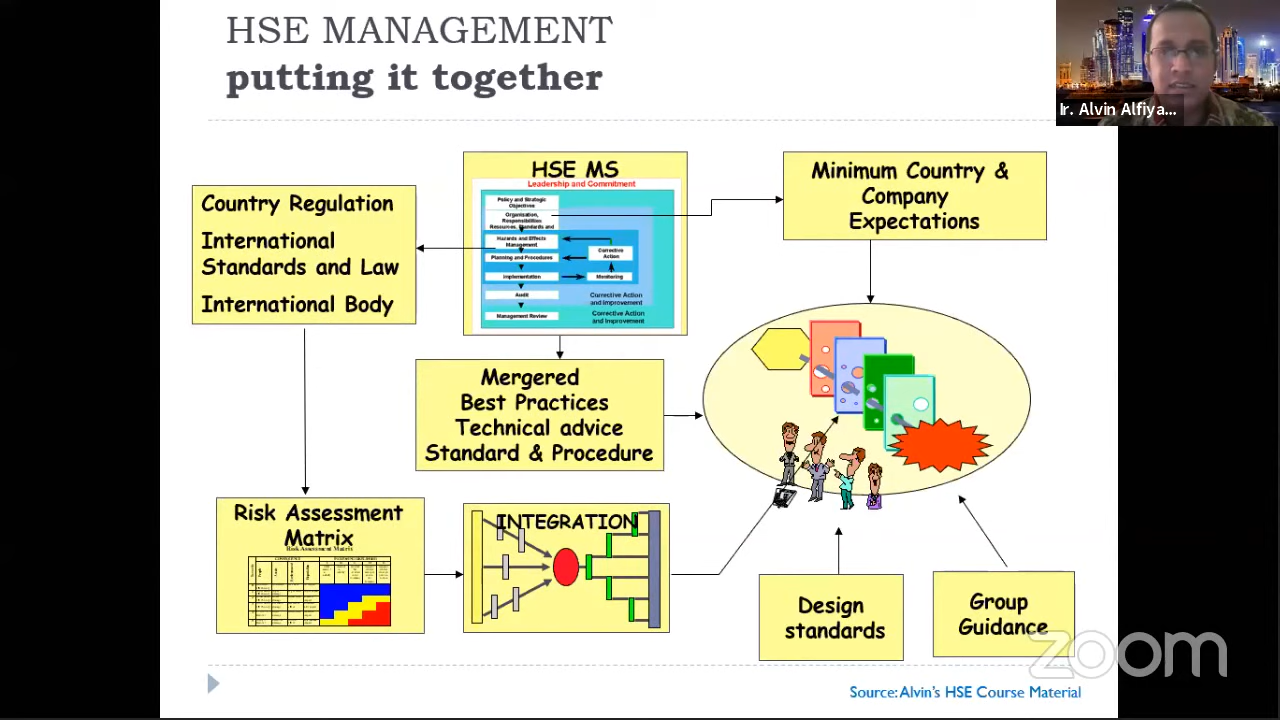 HSE MANAGEMENT
putting it together
Ir. Alvin Alfiya...
HSE MS
Leadership and Commitment
Policy and Strategic
Objectives
Organization,
Responsibilities
Resources, Standards and
Hazards and Effects
Management
Planning and Procedures
Implementation
Audit
Management Review
Corrective
Action
Monitoring
Corrective Action
and Improvement
Corrective Action
and Improvement
Minimum Country &
Company
Expectations
Country Regulation
International
Standards and Law
International Body
Mergered
Best Practices
Technical advice
Standard & Procedure
Risk Assessment
Matrix
Risk Assessment Matrix
INTEGRATION
Design
standards
Group
Guidance
zoom
Source: Alvin's HSE Course Material